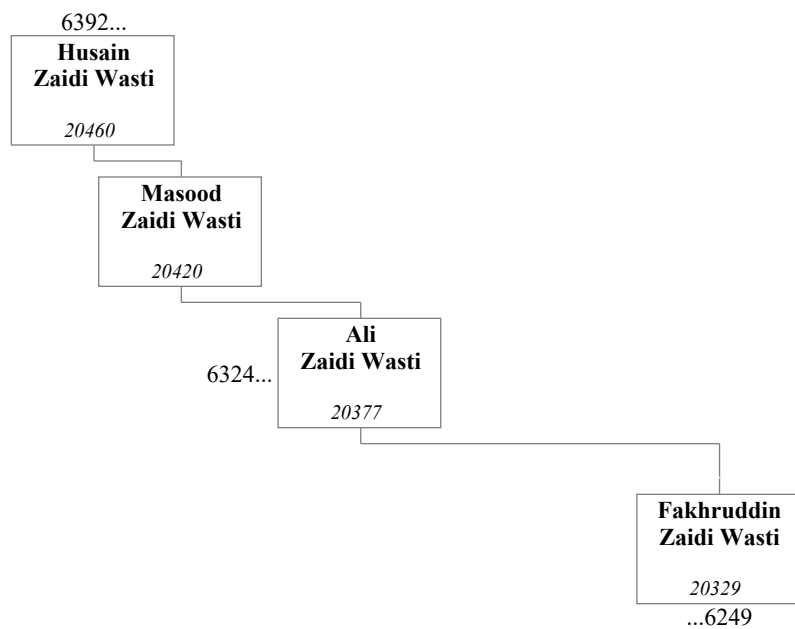 6392...
Husain
Zaidi Wasti
20460
Masood
Zaidi Wasti
20420
Ali
Zaidi Wasti
6324...
20377
Fakhruddin
Zaidi Wasti
20329
...6249